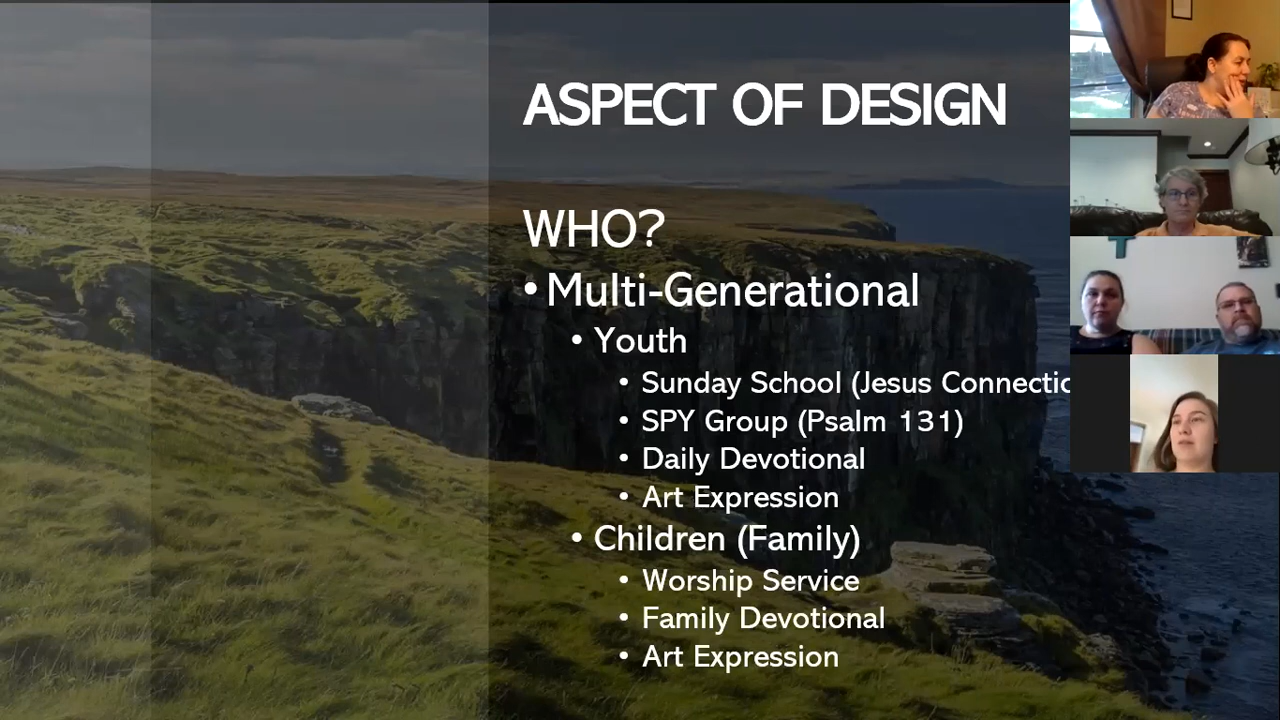 ASPECT OF DESIGN
WHO?
• Multi-Generational
• Youth
• Sunday School (Jesus Connectio
• SPY Group (Psalm 131)
• Daily Devotional
• Art Expression
• Children (Family)
• Worship Service
• Family Devotional
• Art Expression